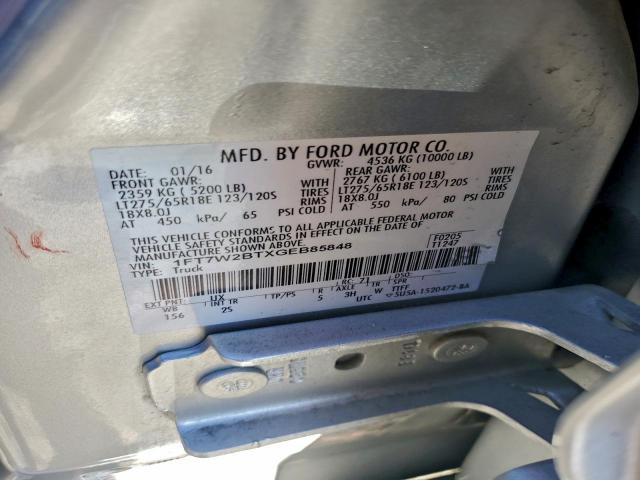 MFD. BY FORD MOTOR CO.
DATE: 01/16 GVWR: 4536 KG (10000 LB)
FRONT GAWR: REAR GAWR:
2359 KG ( 5200 LB) WITH 2767 KG ( 6100 LB) WITH
LT275/65R18E 123/120S TIRES LT275/65R18E 123/120S TIRES
18X8.0J RIMS 18X8.0J RIMS
AT 450 kPa/ 65 PSI COLD AT 550 kPa/ 80 PSI COLD
THIS VEHICLE CONFORMS TO ALL APPLICABLE FEDERAL MOTOR
VEHICLE SAFETY STANDARDS IN EFFECT ON THE DATE OF
MANUFACTURE SHOWN ABOVE.
VIN: 1FT7W2BTXGEB85848 F0205
TYPE: Truck T1247
EXT PNT: UX RC: 71 DSO:
WB INT TR TP/PS R AXLE TR SPR
156 2S 5 3H W TTFF
UTC 5U5A-1520472-BA